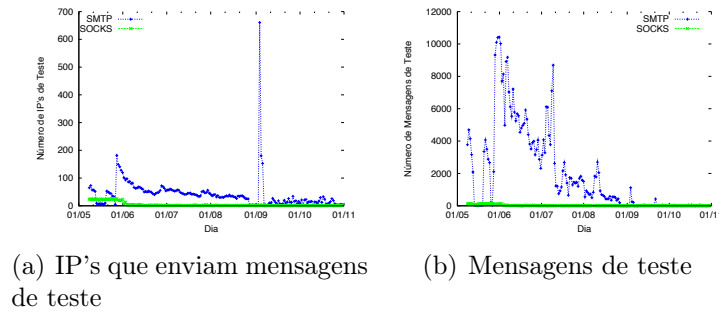 700
600
500
400
300
200
100
0
01/05 01/06 01/07 01/08 01/09 01/10 01/11
Número de IP's de Teste
Dia
SMTP
SOCKS
12000
10000
8000
6000
4000
2000
0
01/05 01/06 01/07 01/08 01/09 01/10 01/1
Número de Mensagens de Teste
Dia
SMTP
SOCKS
(a) IP's que enviam mensagens
de teste
(b) Mensagens de teste